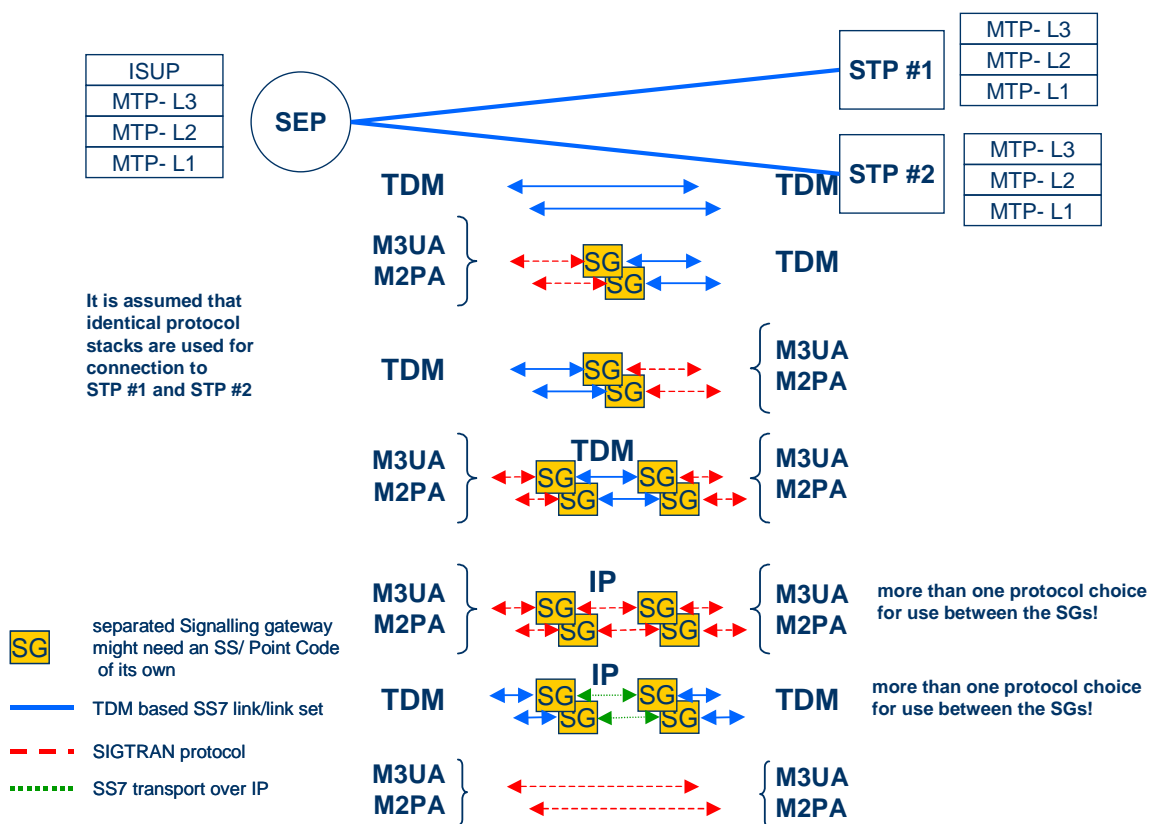 ISUP
MTP- L3
MTP- L2
MTP- L1
SEP
STP #1
MTP- L3
MTP- L2
MTP- L1
STP #2
MTP- L3
MTP- L2
MTP- L1
TDM
TDM
M3UA
M2PA
SG
SG
TDM
It is assumed that
identical protocol
stacks are used for
connection to
STP #1 and STP #2
TDM
SG
SG
M3UA
M2PA
M3UA
M2PA
TDM
SG
SG
SG
SG
M3UA
M2PA
M3UA
M2PA
IP
SG
SG
SG
SG
M3UA
M2PA
more than one protocol choice
for use between the SGs!
TDM
IP
SG
SG
SG
SG
TDM
more than one protocol choice
for use between the SGs!
M3UA
M2PA
M3UA
M2PA
SG
separated Signalling gateway
might need an SS/ Point Code
of its own
TDM based SS7 link/link set
SIGTRAN protocol
SS7 transport over IP